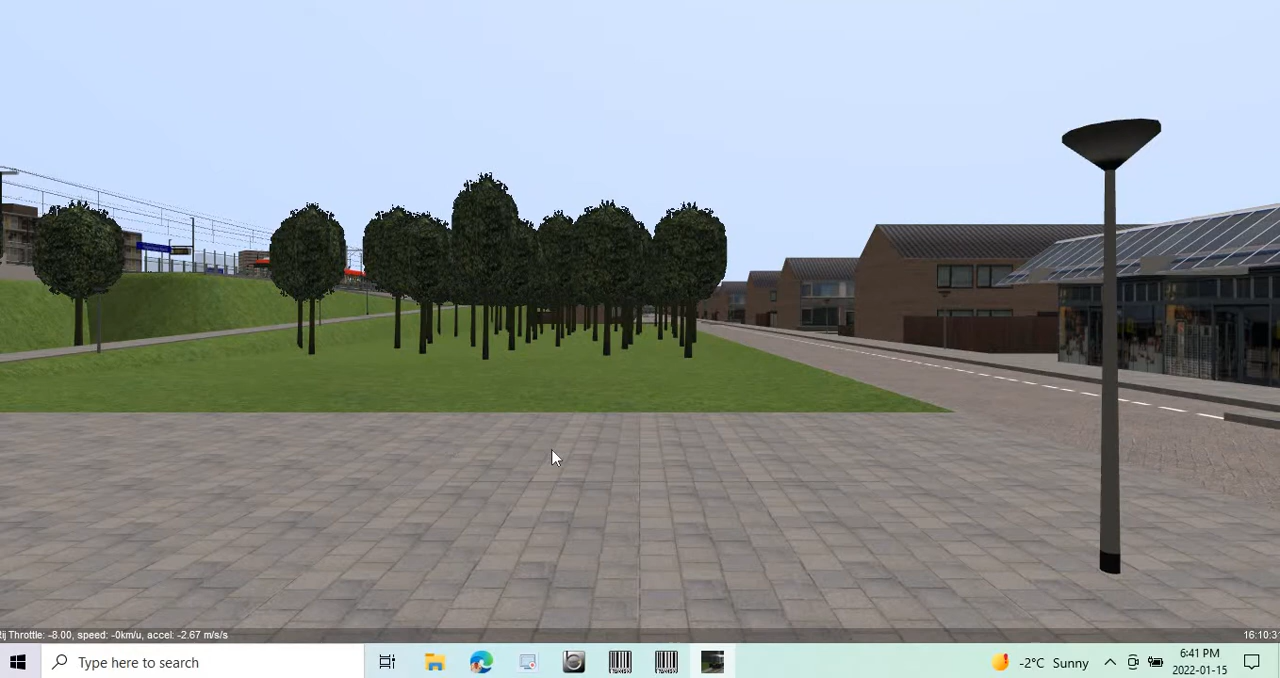 Throttle: -8.00, speed: -0km/u, accel: -2.67 m/s/s
16:10:3
Type here to search
-2°C Sunny
6:41 PM
2022-01-15